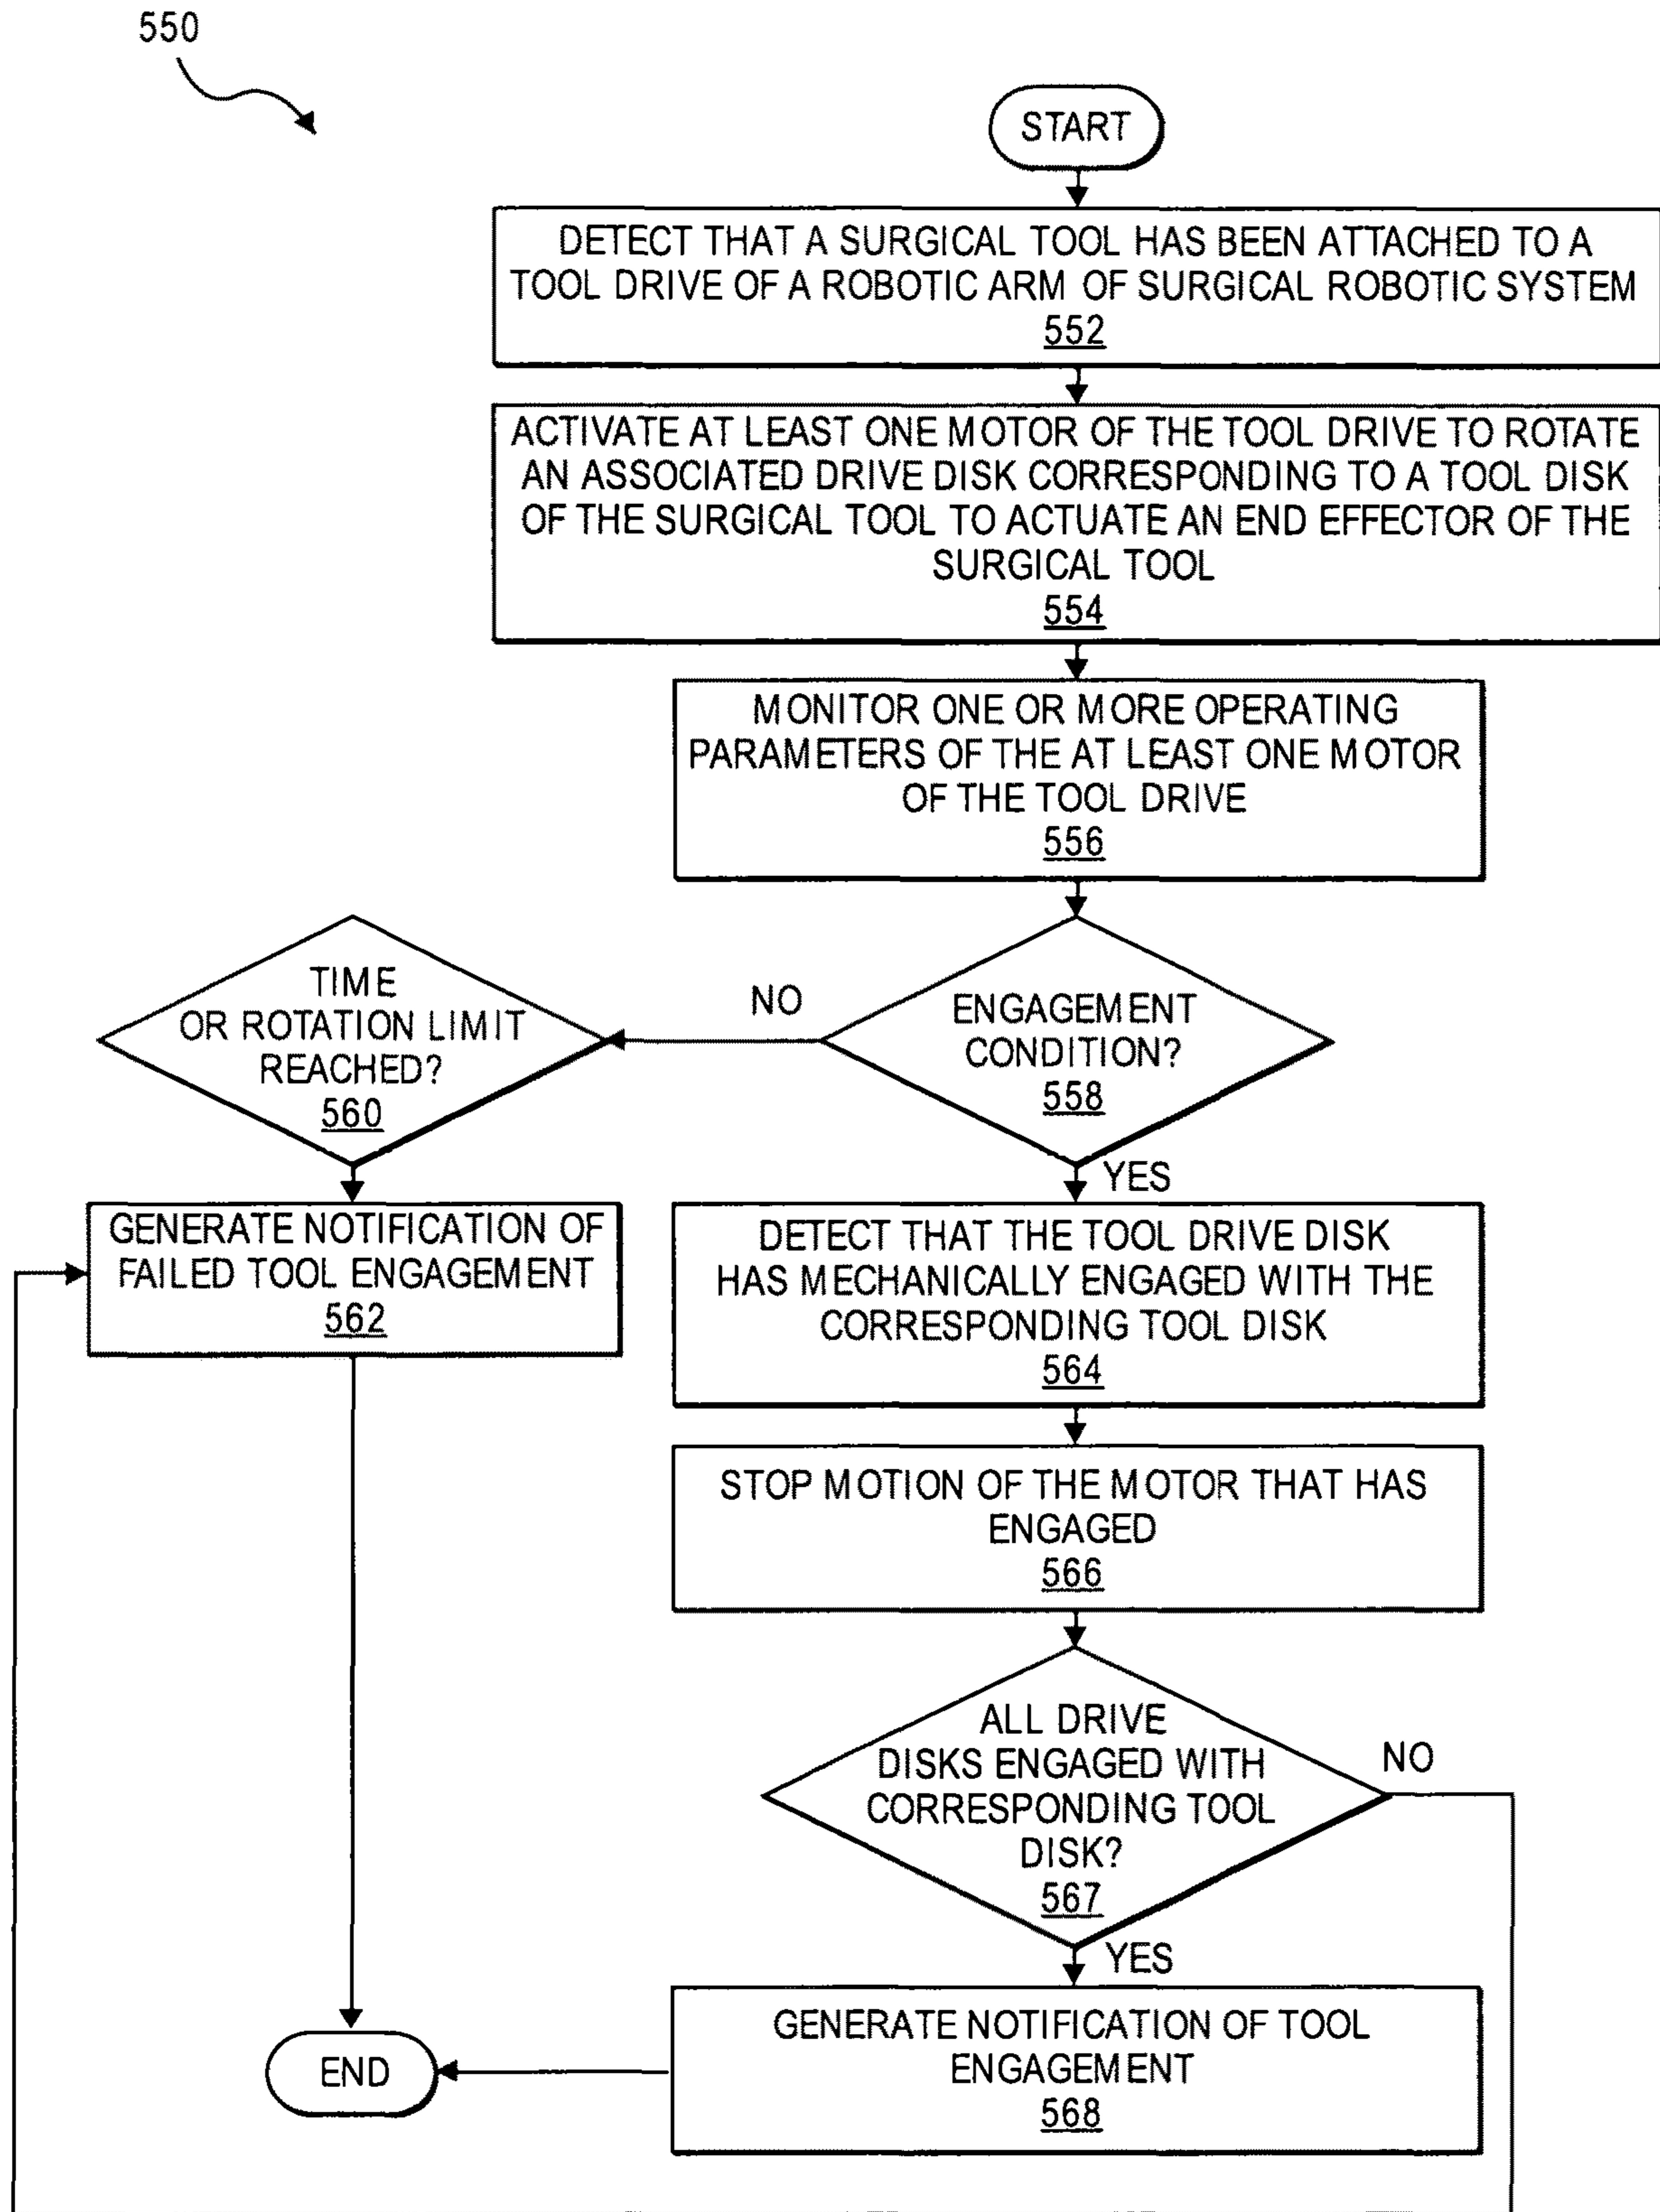 550
START
DETECT THAT A SURGICAL TOOL HAS BEEN ATTACHED TO A
TOOL DRIVE OF A ROBOTIC ARM OF SURGICAL ROBOTIC SYSTEM
552
ACTIVATE AT LEAST ONE MOTOR OF THE TOOL DRIVE TO ROTATE
AN ASSOCIATED DRIVE DISK CORRESPONDING TO A TOOL DISK
OF THE SURGICAL TOOL TO ACTUATE AN END EFFECTOR OF THE
SURGICAL TOOL
554
MONITOR ONE OR MORE OPERATING
PARAMETERS OF THE AT LEAST ONE MOTOR
OF THE TOOL DRIVE
556
ENGAGEMENT
CONDITION?
558
NO
TIME
OR ROTATION LIMIT
REACHED?
560
GENERATE NOTIFICATION OF
FAILED TOOL ENGAGEMENT
562
YES
DETECT THAT THE TOOL DRIVE DISK
HAS MECHANICALLY ENGAGED WITH THE
CORRESPONDING TOOL DISK
564
STOP MOTION OF THE MOTOR THAT HAS
ENGAGED
566
ALL DRIVE
DISKS ENGAGED WITH
CORRESPONDING TOOL
DISK?
567
NO
YES
GENERATE NOTIFICATION OF TOOL
ENGAGEMENT
568
END